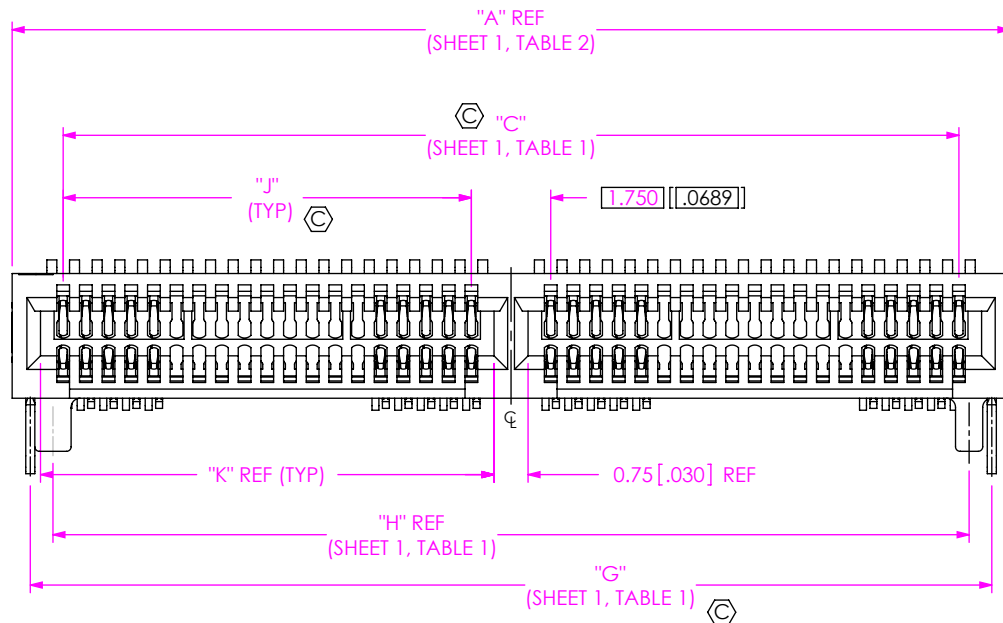 "A" REF
(SHEET 1, TABLE 2)
C "C"
(SHEET 1, TABLE 1)
"J"
(TYP) C
1.750 [.0689]
℄
"K" REF (TYP)
0.75 [.030] REF
"H" REF
(SHEET 1, TABLE 1)
"G"
(SHEET 1, TABLE 1) C